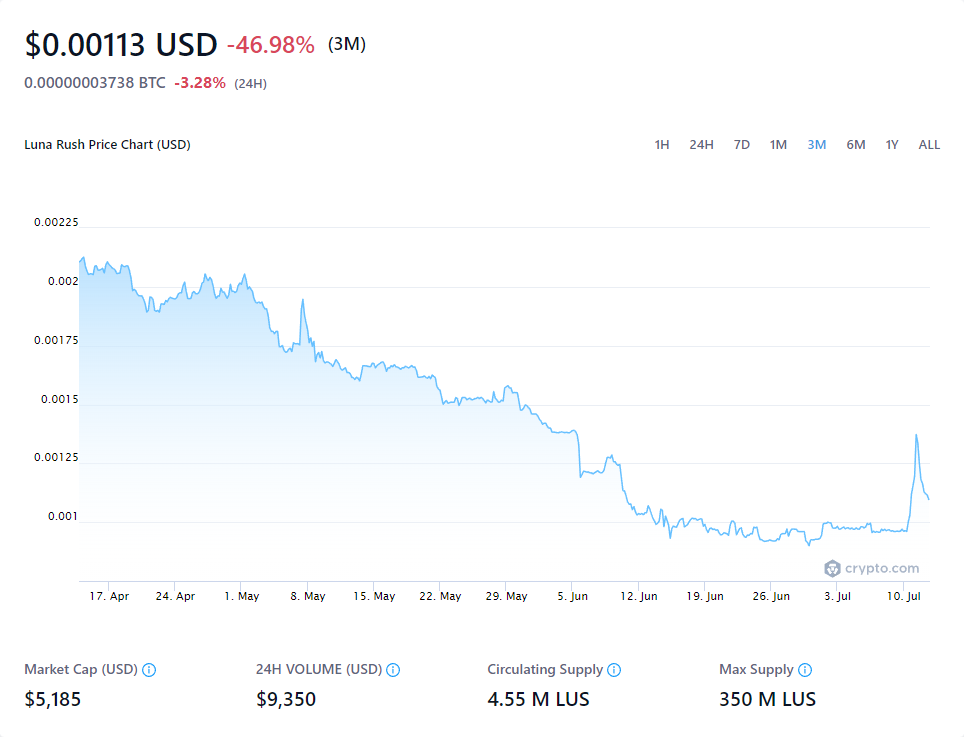 $0.00113 USD -46.98% (3M)
0.00000003738 BTC -3.28% (24H)
Luna Rush Price Chart (USD) 1H 24H 7D 1M 3M 6M 1Y ALL
0.00225
0.002
0.00175
0.0015
0.00125
0.001
crypto.com
17. Apr 24. Apr 1. May 8. May 15. May 22. May 29. May 5. Jun 12. Jun 19. Jun 26. Jun 3. Jul 10. Jul
Market Cap (USD) 24H VOLUME (USD) Circulating Supply Max Supply
$5,185 $9,350 4.55 M LUS 350 M LUS